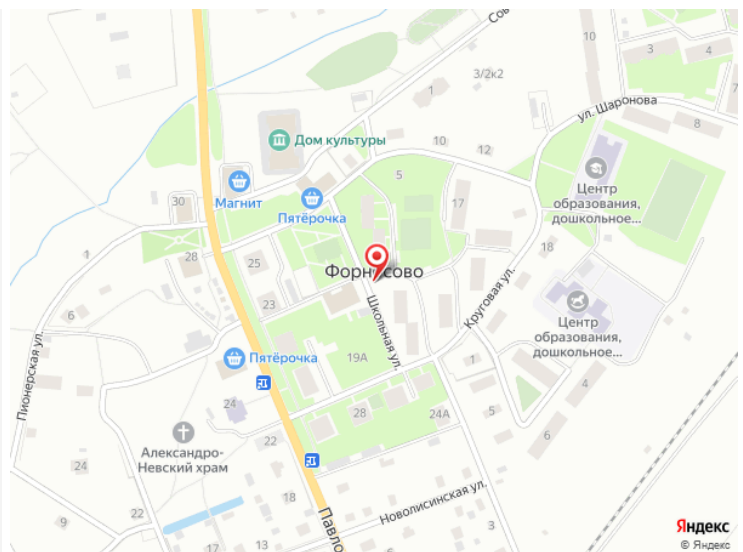 Сов
3/2к2
10
3
4
7
1
ул. Шаронова
8
Дом культуры
10
12
Центр
образования,
дошкольное...
Магнит
5
30
Пятёрочка
17
1
28
25
18
Форносово
23
6
Школьная ул.
Круговая ул.
Центр
образования,
дошкольное...
Пионерская ул.
Пятёрочка
19А
1
4
24
28
24А
6
22
Александро-
Невский храм
24
18
Новолисинская ул.
9
Павло
3
13
12
16
Яндекс
© Яндекс